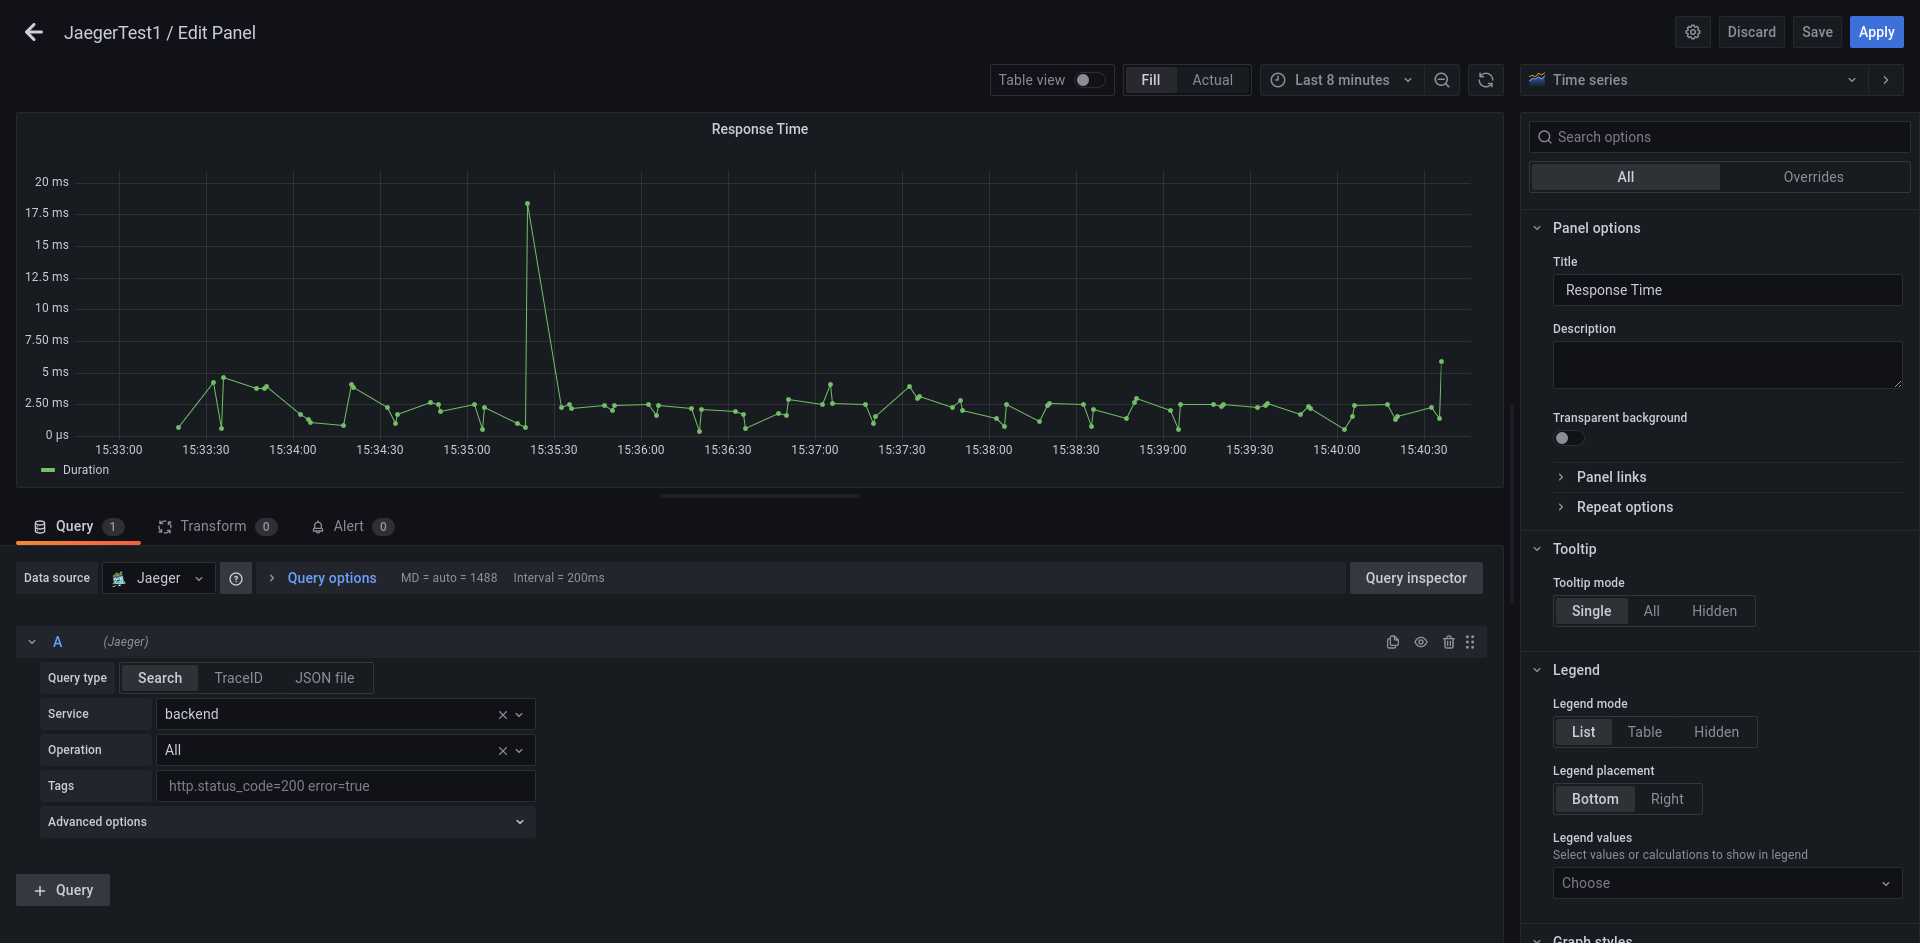 JaegerTest1 / Edit Panel
Discard
Save
Apply
Table view
Fill
Actual
Last 8 minutes
Time series
Response Time
20 ms
17.5 ms
15 ms
12.5 ms
10 ms
7.50 ms
5 ms
2.50 ms
0 µs
15:33:00 15:33:30 15:34:00 15:34:30 15:35:00 15:35:30 15:36:00 15:36:30 15:37:00 15:37:30 15:38:00 15:38:30 15:39:00 15:39:30 15:40:00 15:40:30
Duration
Query 1
Transform 0
Alert 0
Data source
Jaeger
Query options
MD = auto = 1488
Interval = 200ms
Query inspector
A
(Jaeger)
Query type
Search
TraceID
JSON file
Service
backend
Operation
All
Tags
http.status_code=200 error=true
Advanced options
+ Query
Search options
All
Overrides
Panel options
Title
Response Time
Description
Transparent background
Panel links
Repeat options
Tooltip
Tooltip mode
Single
All
Hidden
Legend
Legend mode
List
Table
Hidden
Legend placement
Bottom
Right
Legend values
Select values or calculations to show in legend
Choose
Graph styles